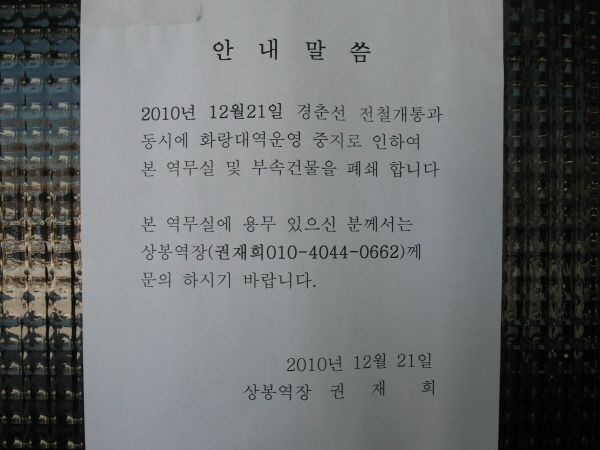 안 내 말 씀
2010년 12월21일 경춘선 전철개통과
동시에 화랑대역운영 중지로 인하여
본 역무실 및 부속건물을 폐쇄 합니다
본 역무실에 용무 있으신 분께서는
상봉역장(권재희010-4044-0662)께
문의 하시기 바랍니다.
2010년 12월 21일
상봉역장 권 재 희